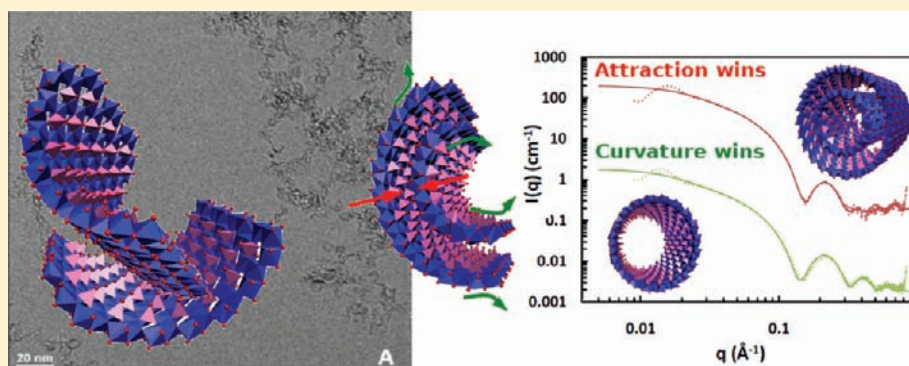 20 nm
A
I(q) (cm⁻¹)
1000
100
10
1
0.1
0.01
0.001
Attraction wins
Curvature wins
0.01
0.1
q (Å⁻¹)